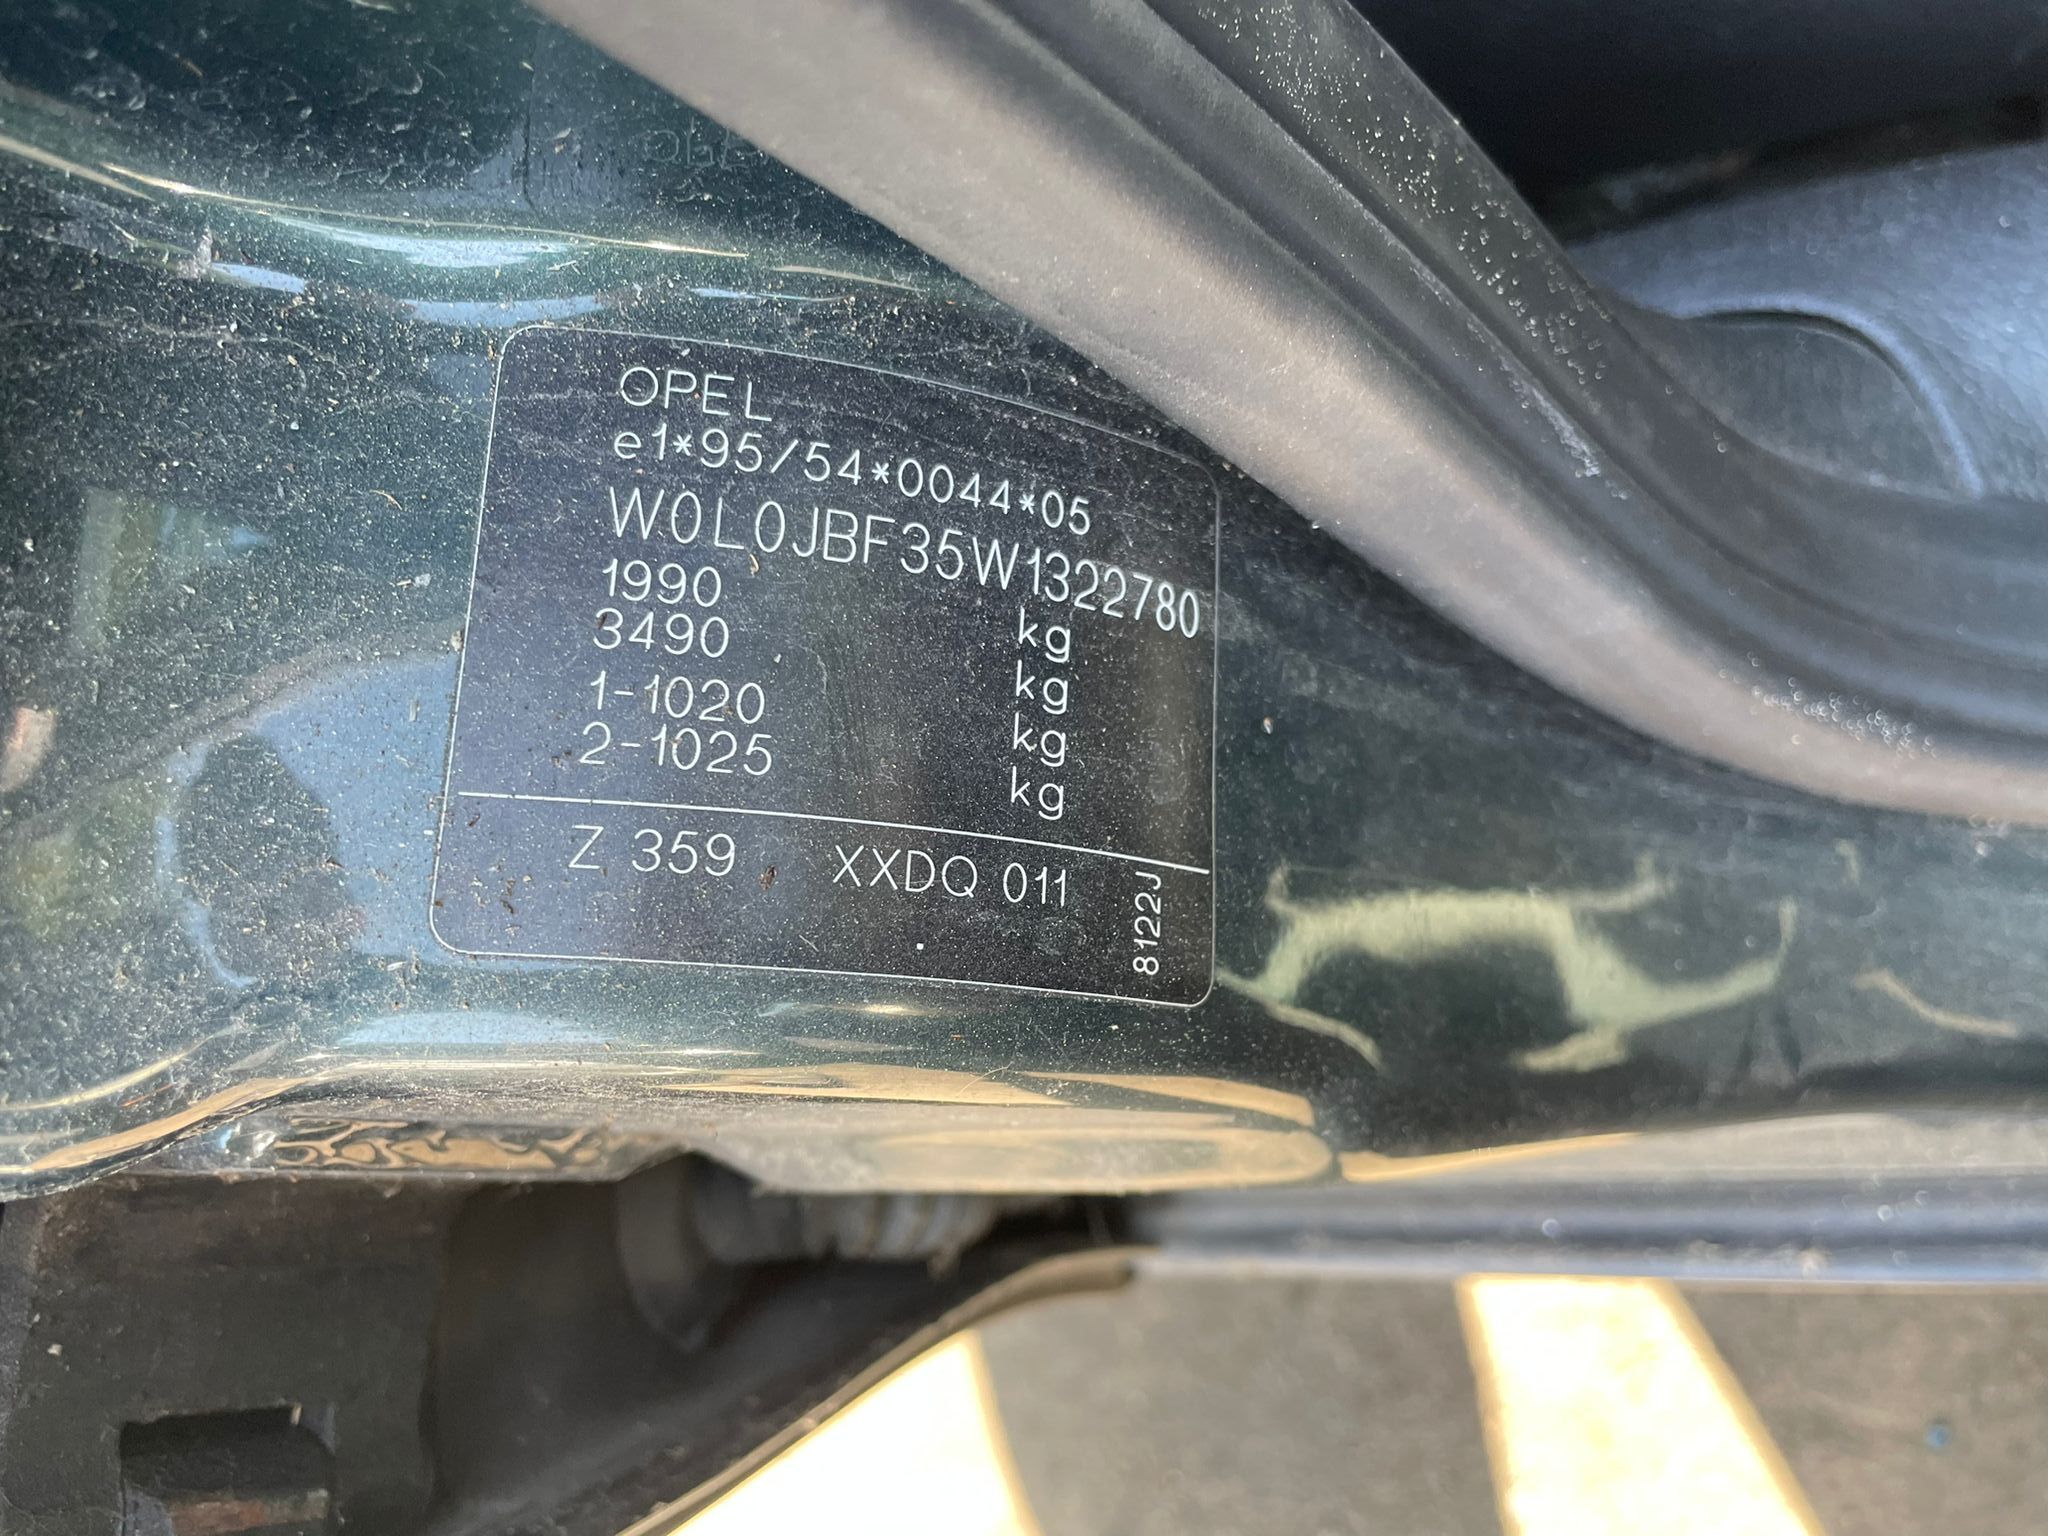 OPEL
e1*95/54*0044*05
W0L0JBF35W1322780
1990 kg
3490 kg
1-1020 kg
2-1025 kg
Z 359 XXDQ 011
8122J